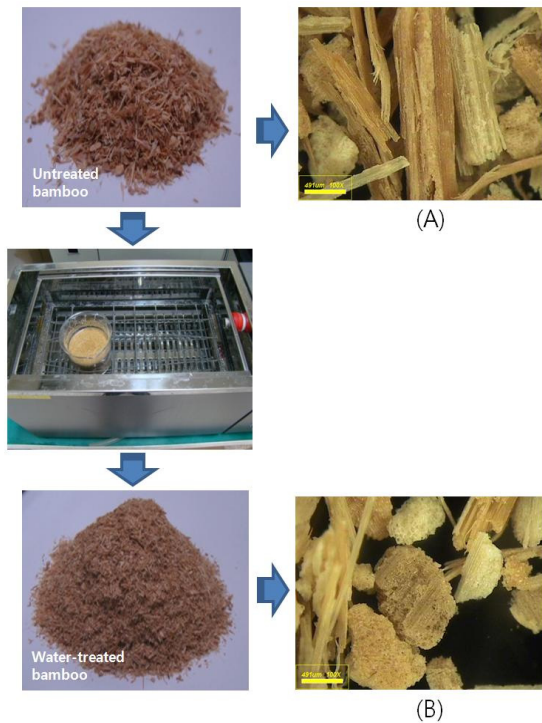 Untreated
bamboo
491um 100X
(A)
Water-treated
bamboo
491um 100X
(B)